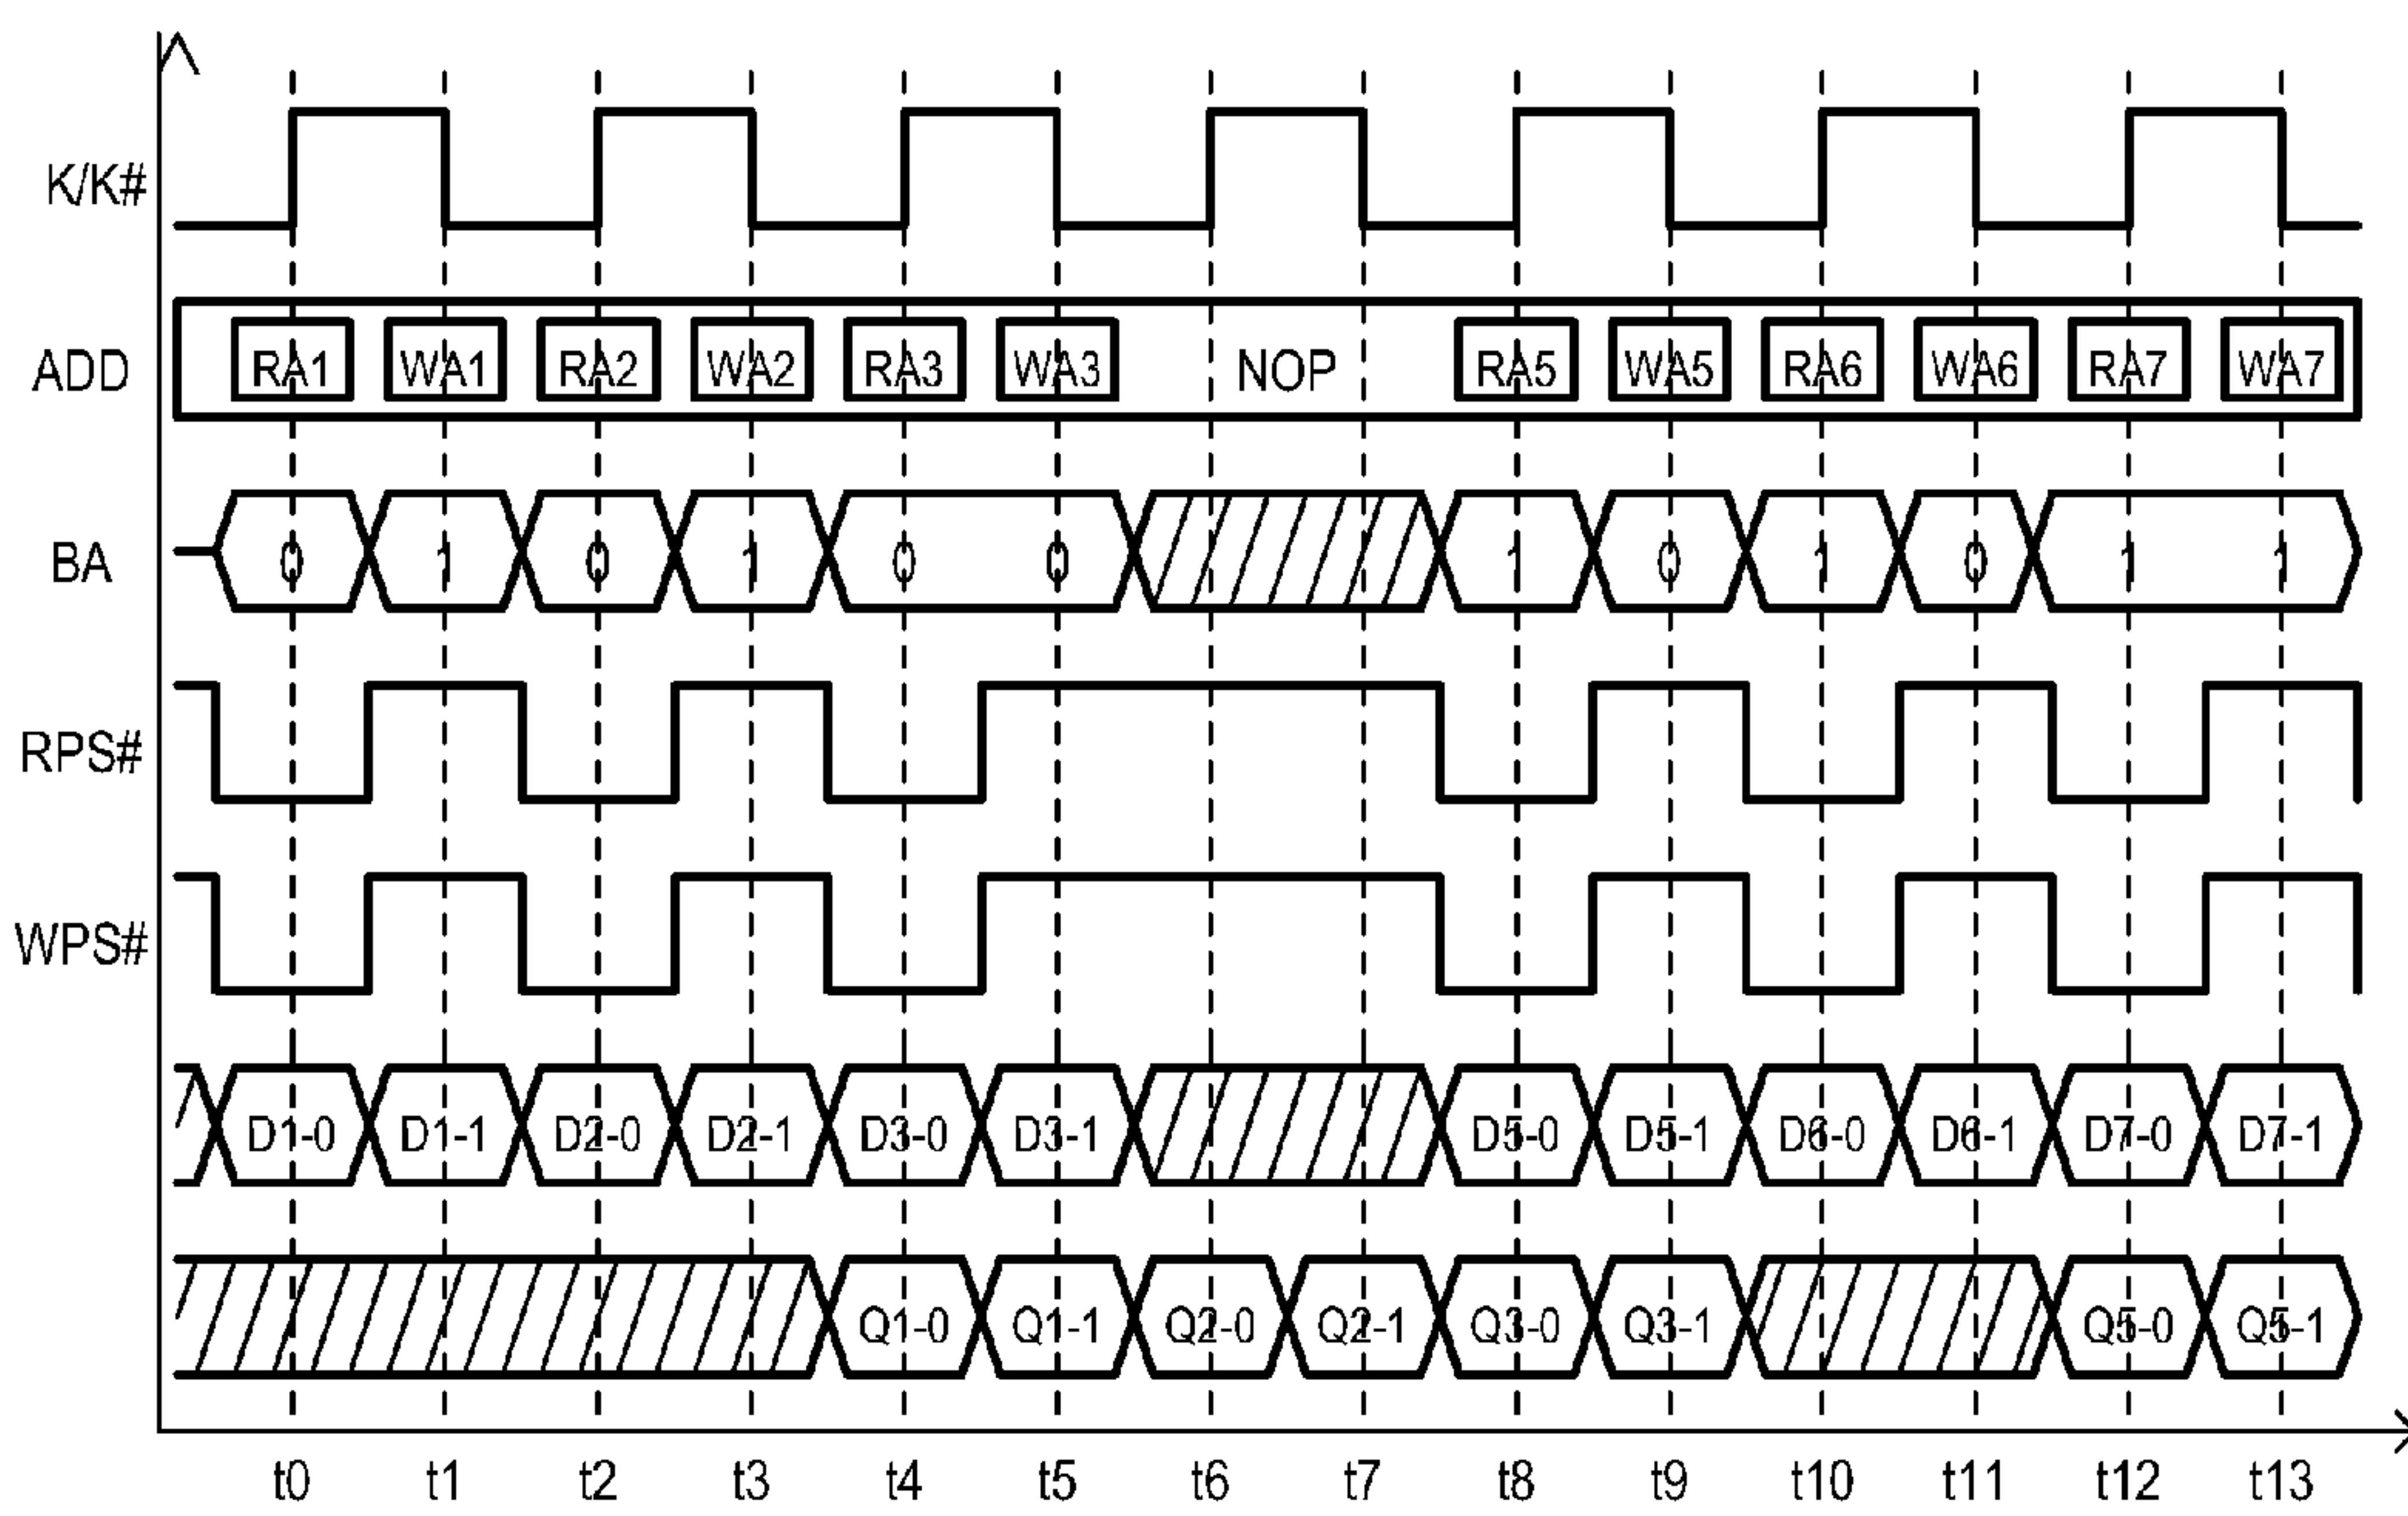 K/K#
ADD RA1 WA1 RA2 WA2 RA3 WA3 NOP RA5 WA5 RA6 WA6 RA7 WA7
BA 0 1 0 1 0 0 1 0 1 0 1 1
RPS#
WPS#
D1-0 D1-1 D2-0 D2-1 D3-0 D3-1 D5-0 D5-1 D6-0 D6-1 D7-0 D7-1
Q1-0 Q1-1 Q2-0 Q2-1 Q3-0 Q3-1 Q5-0 Q5-1
t0 t1 t2 t3 t4 t5 t6 t7 t8 t9 t10 t11 t12 t13